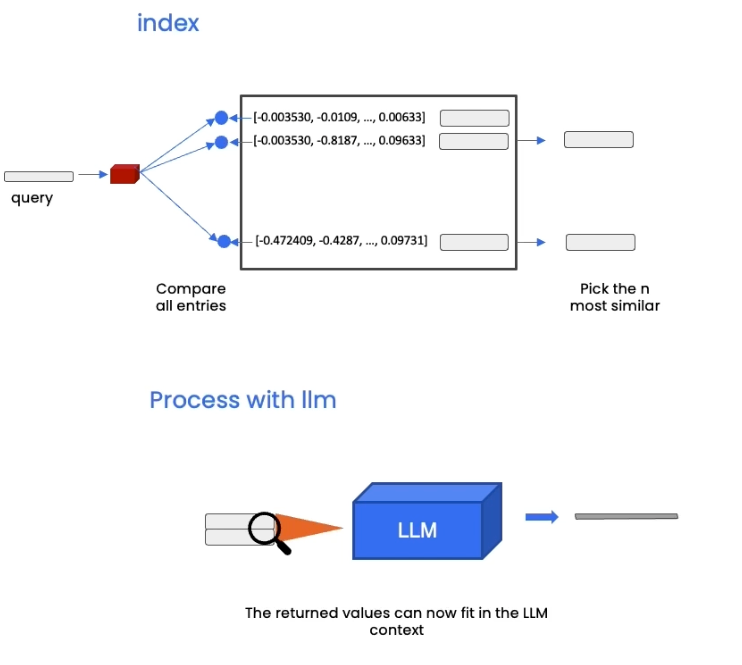 index
[-0.003530, -0.0109, ..., 0.00633]
[-0.003530, -0.8187, ..., 0.09633]
query
[-0.472409, -0.4287, ..., 0.09731]
Compare
all entries
Pick the n
most similar
Process with llm
LLM
The returned values can now fit in the LLM
context